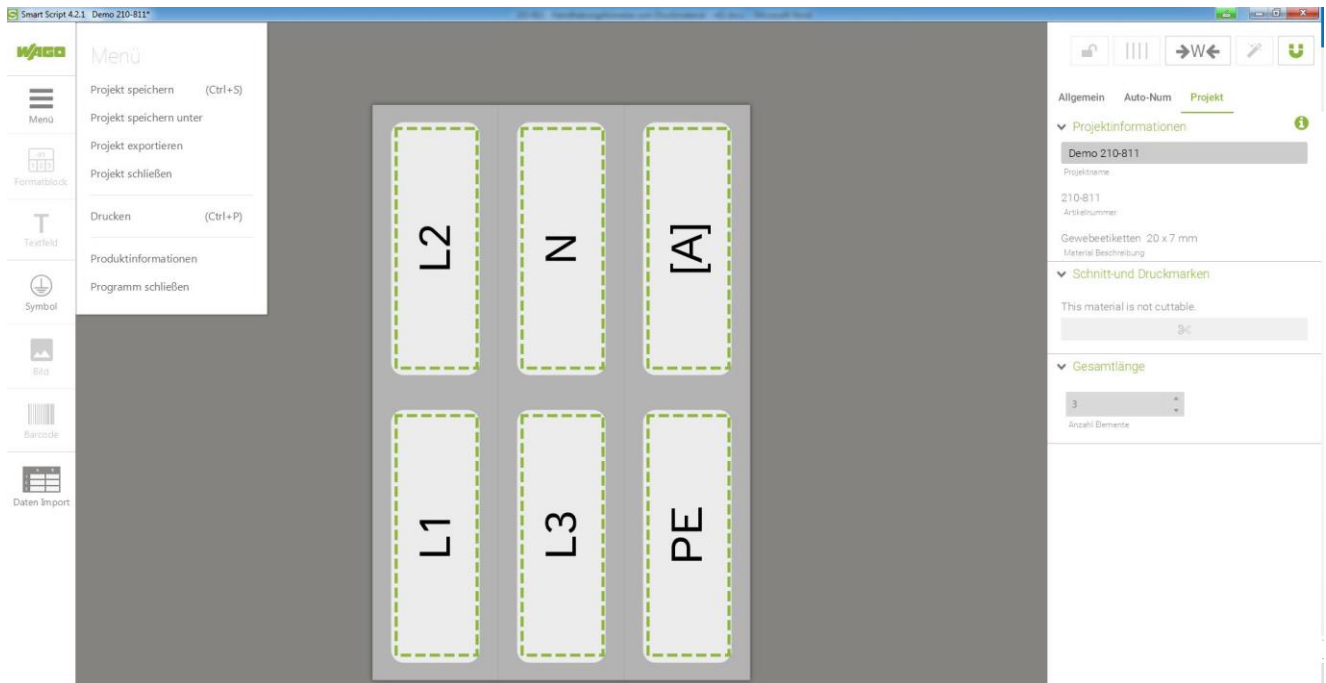 Smart Script 4.2.1 Demo 210-811*
WAGO
Menü
Formatblock
Textfeld
Symbol
Bild
Barcode
Daten Import
Menü
Projekt speichern (Ctrl+S)
Projekt speichern unter
Projekt exportieren
Projekt schließen
Drucken (Ctrl+P)
Produktinformationen
Programm schließen
L2
N
[A]
L1
L3
PE
W
Allgemein Auto-Num Projekt
Projektinformationen
Demo 210-811
Projektname
210-811
Artikelnummer
Gewebeetiketten 20 x 7 mm
Material Beschreibung
Schnitt-und Druckmarken
This material is not cuttable.
Gesamtlänge
3
Anzahl Elemente